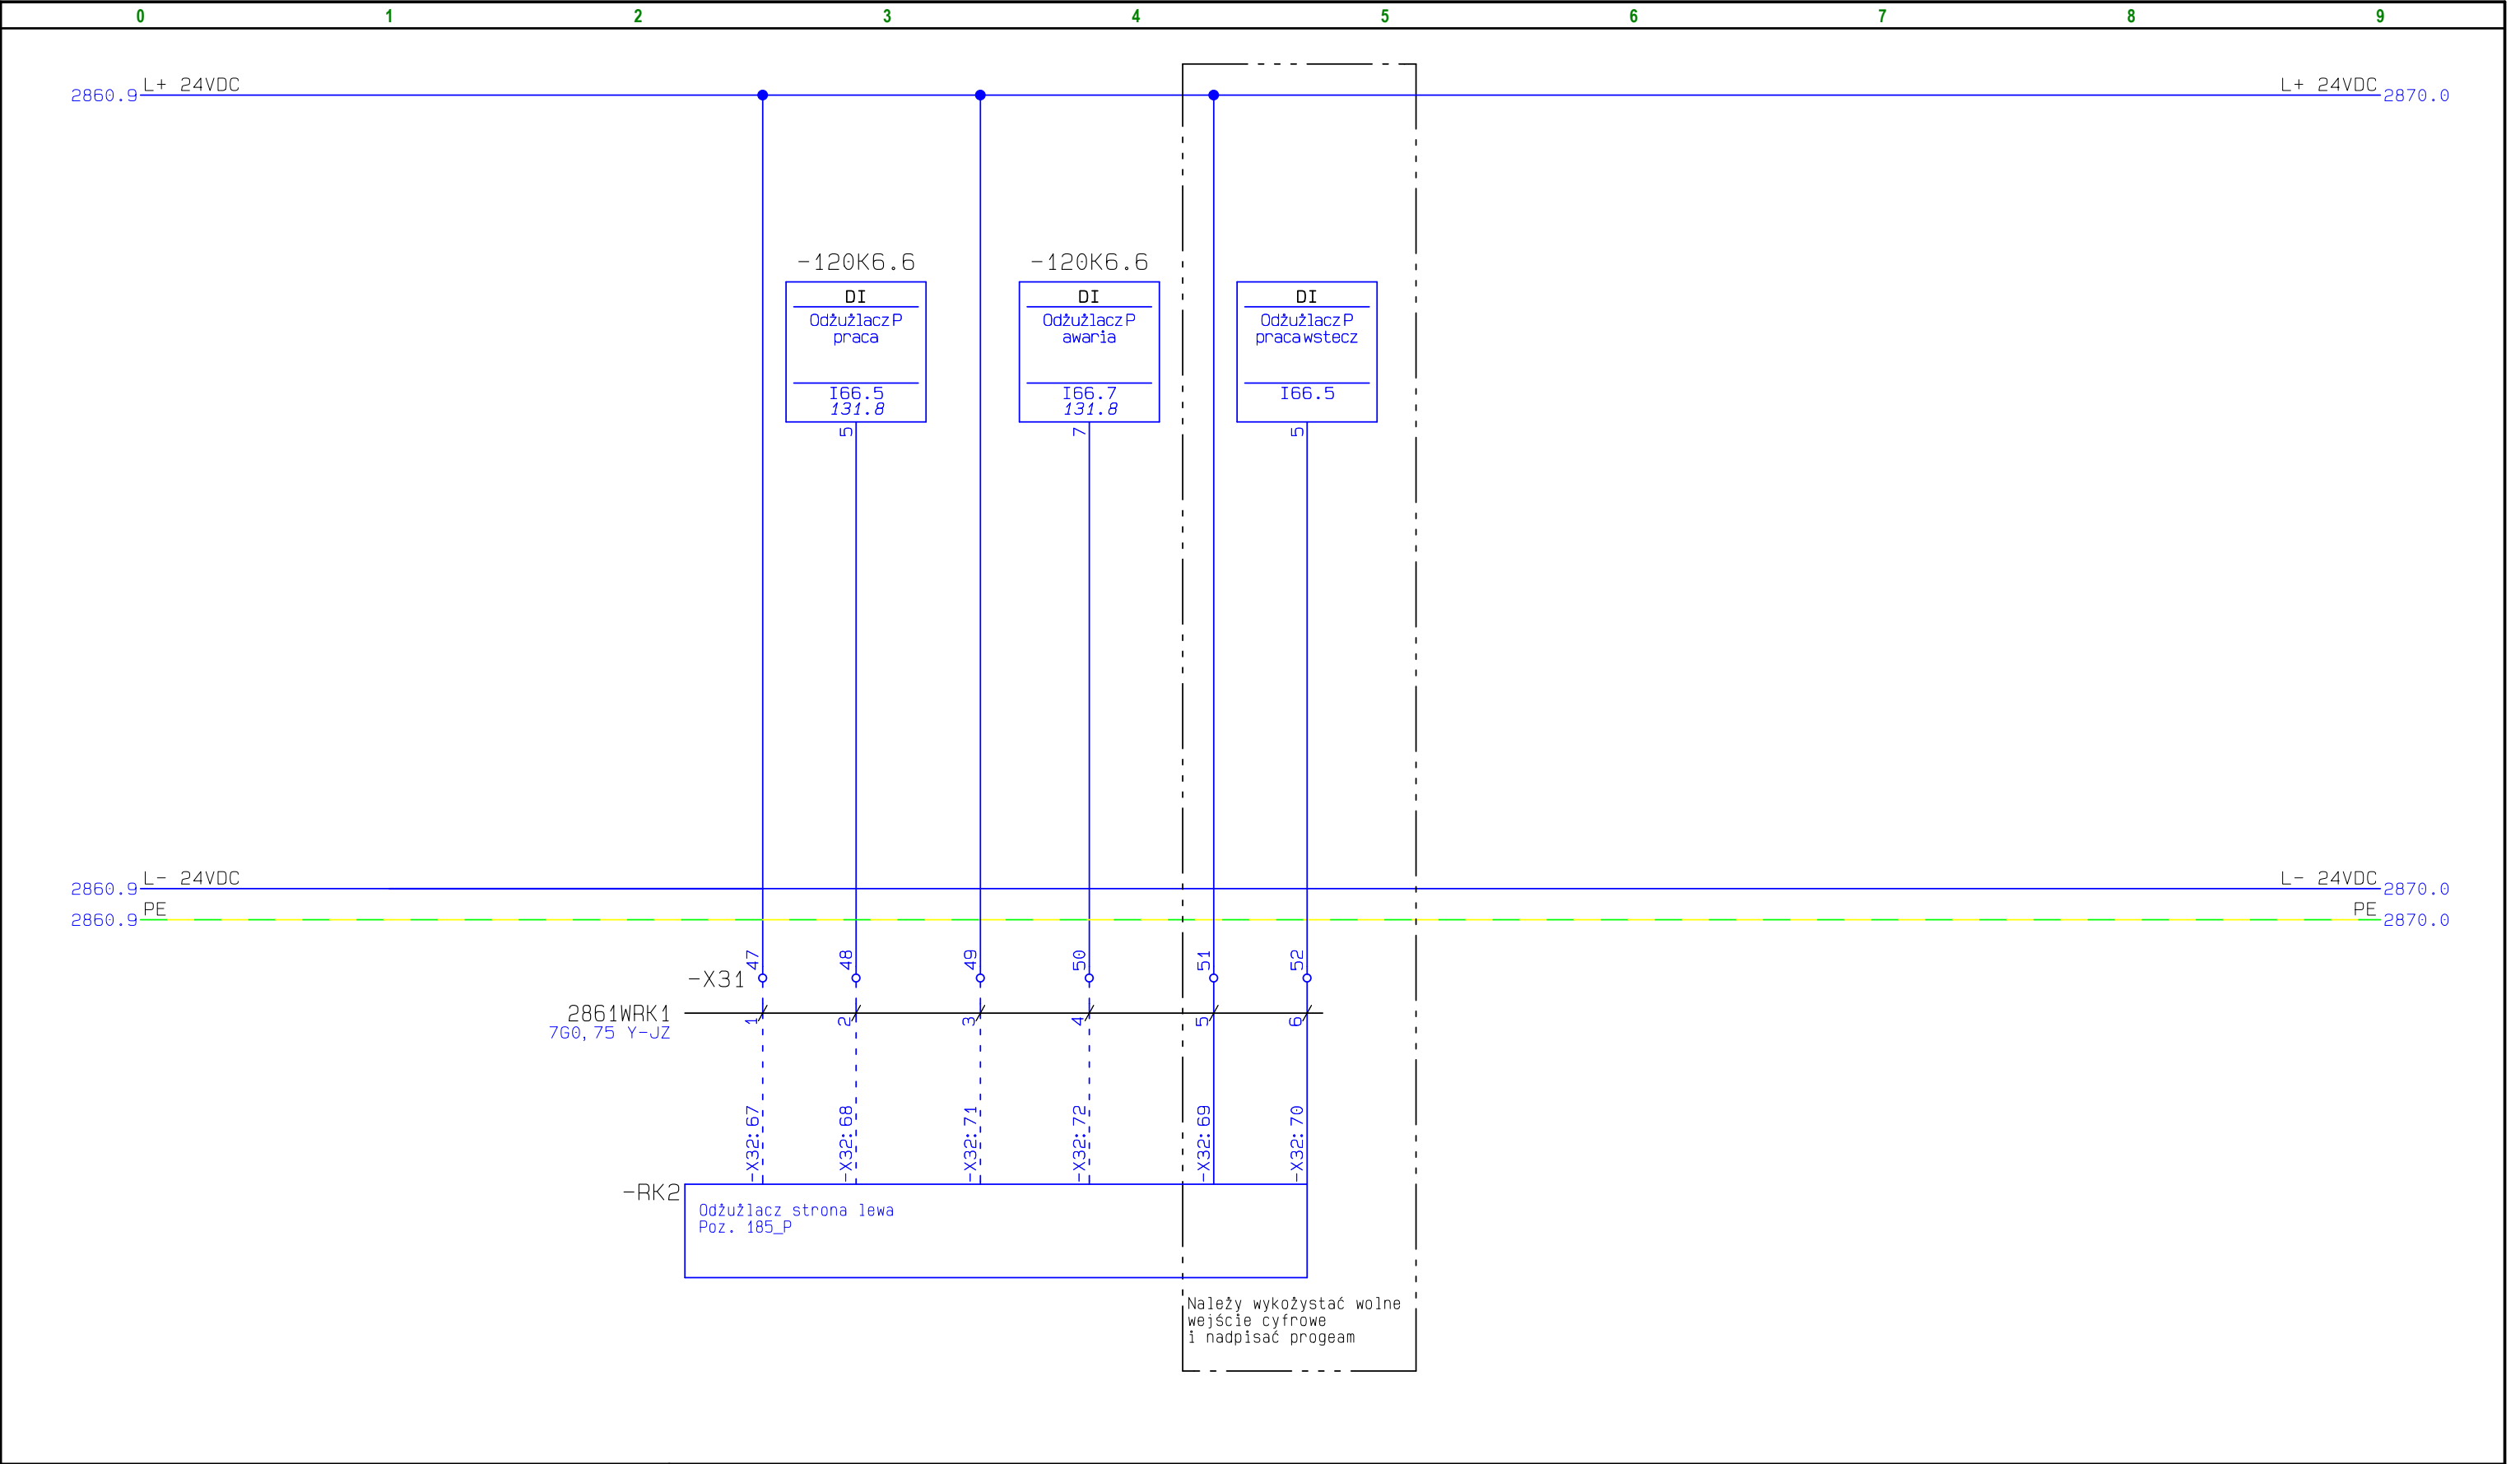 0 1 2 3 4 5 6 7 8 9
L+ 24VDC L+ 24VDC
2860.9 2870.0
-120K6.6 -120K6.6
DI DI DI
Odżużlacz P Odżużlacz P Odżużlacz P
praca awaria praca wstecz
I66.5 I66.7 I66.5
131.8 131.8
5 7 5
L- 24VDC L- 24VDC
2860.9 2870.0
PE PE
2860.9 2870.0
47 48 49 50 51 52
-X31
2861WRK1
1 2 3 4 5 6
7G0,75 Y-JZ
-X32:67 -X32:68 -X32:71 -X32:72 -X32:69 -X32:70
-RK2
Odżużlacz strona lewa
Poz. 185_P
Należy wykożystać wolne
wejście cyfrowe
i nadpisać progeam